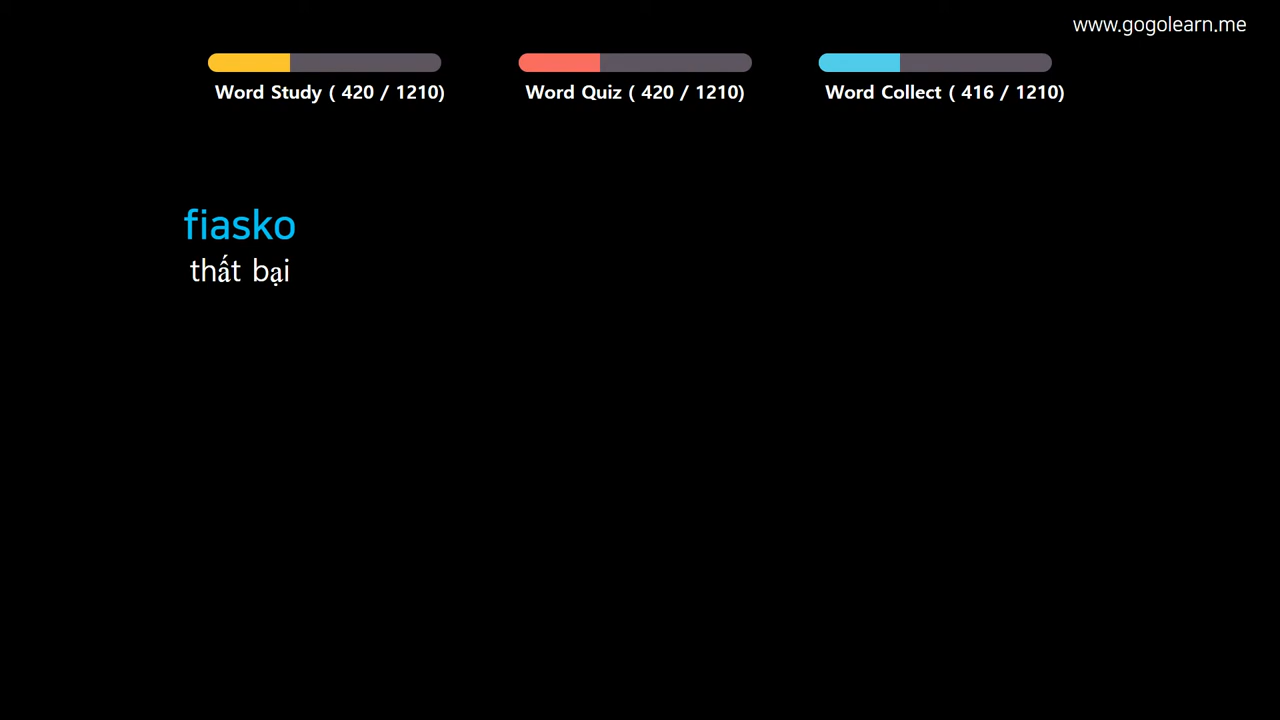 www.gogolearn.me
Word Study ( 420 / 1210)
Word Quiz ( 420 / 1210)
Word Collect ( 416 / 1210)
fiasko
thất bại